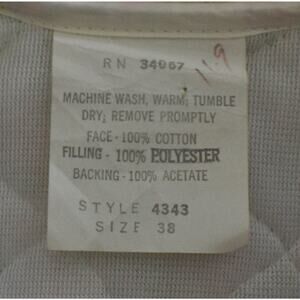 RN 34967
MACHINE WASH, WARM; TUMBLE
DRY; REMOVE PROMPTLY
FACE - 100% COTTON
FILLING - 100% POLYESTER
BACKING - 100% ACETATE
STYLE 4343
SIZE 38